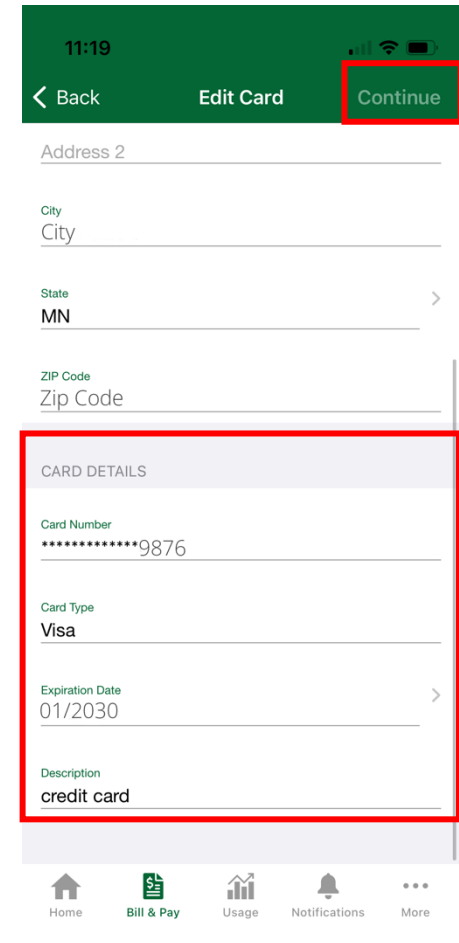 11:19
Back Edit Card Continue
Address 2
City
City
State
MN
ZIP Code
Zip Code
CARD DETAILS
Card Number
*************9876
Card Type
Visa
Expiration Date
01/2030
Description
credit card
Home Bill & Pay Usage Notifications More